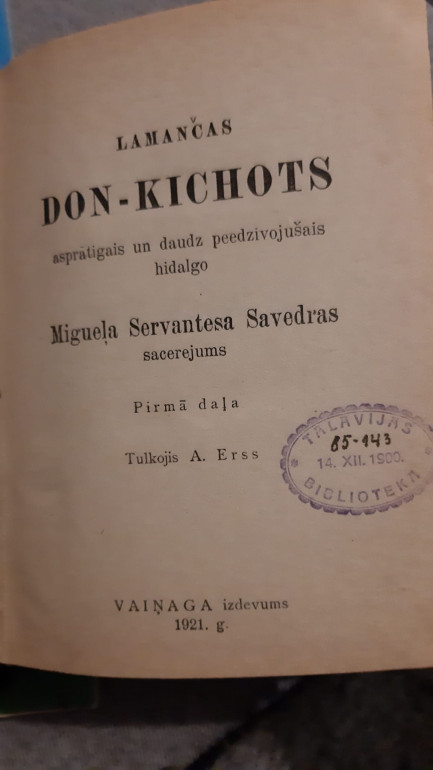 LAMANČAS
DON-KICHOTS
asprātigais un daudz peedzivojušais
hidalgo
Migueļa Servantesa Savedras
sacerejums
Pirmā daļa
Tulkojis A. Erss
TALAVIJAS
85-143
14. XII. 1900.
BIBLIOTEKA
VAIŅAGA izdevums
1921. g.